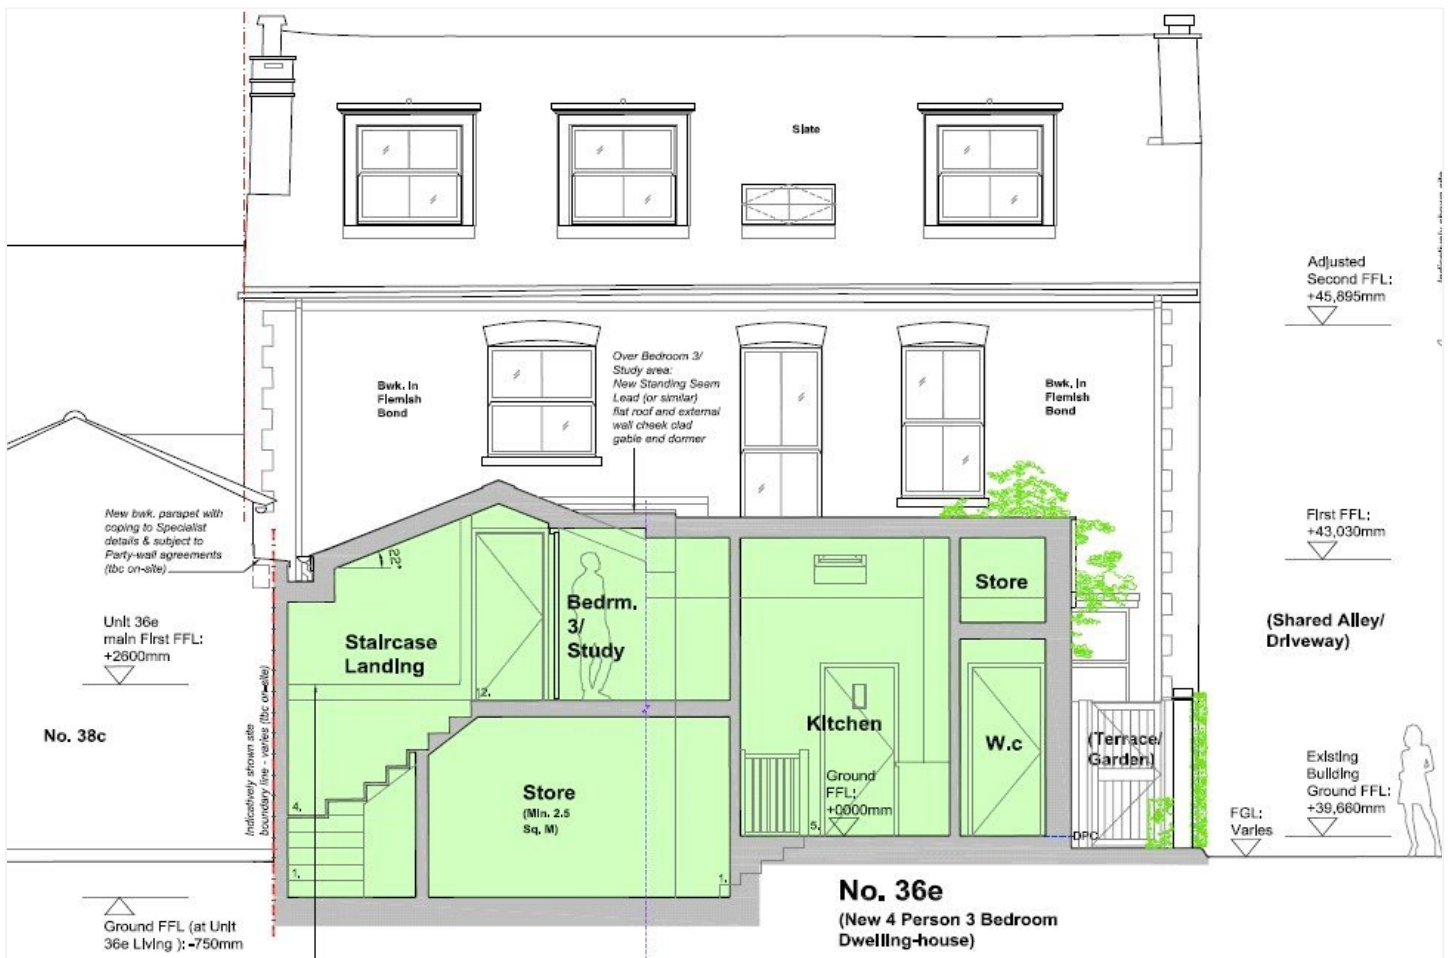 Slate
Adjusted
Second FFL:
+45,895mm
Over Bedroom 3/
Study area:
New Standing Seem
Lead (or similar)
flat roof and external
wall cheek clad
gable end dormer
Bwk. in
Flemish
Bond
Bwk. in
Flemish
Bond
New bwk. parapet with
coping to Specialist
details & subject to
Party-wall agreements
(tbc on-site)
First FFL:
+43,030mm
22°
Store
Bedrm.
3/
Study
Staircase
Landing
Unit 36e
main First FFL:
+2600mm
(Shared Alley/
Driveway)
12.
Kitchen
W.c
(Terrace/
Garden)
No. 38c
Indicatively shown site
boundary line - varies (tbc on-site)
Store
(Min. 2.5
Sq. M)
Ground
FFL:
+0000mm
Existing
Building
Ground FFL:
+39,660mm
4.
5.
FGL:
Varies
DPC
1.
1.
No. 36e
(New 4 Person 3 Bedroom
Dwelling-house)
Ground FFL (at Unit
36e Living ): -750mm